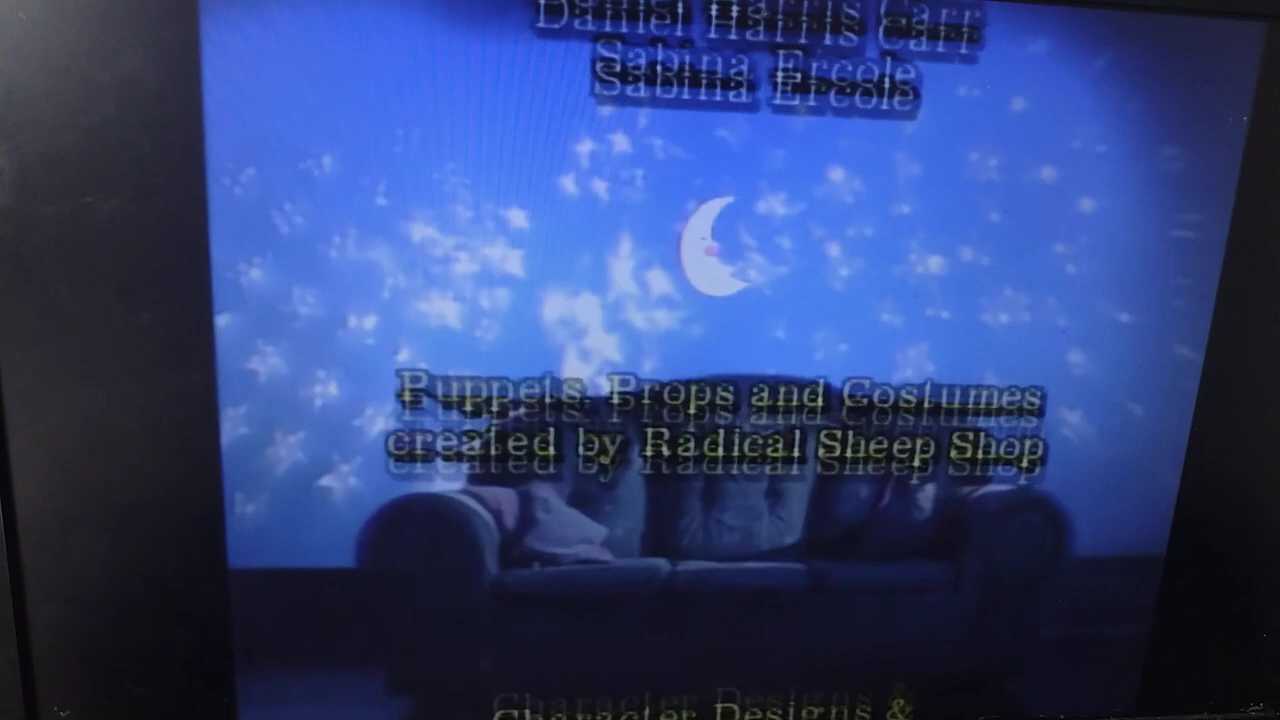 Daniel Harris Carr
Sabina Ercole
Puppets, Props and Costumes
created by Radical Sheep Shop
Character Designs &